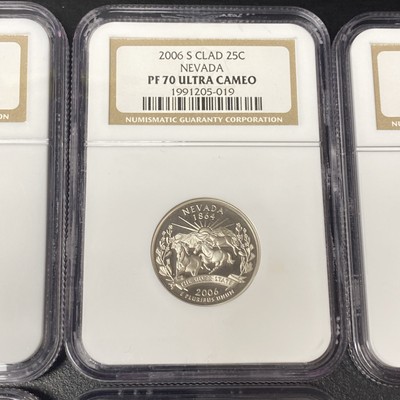 2006 S CLAD 25C
NEVADA
PF 70 ULTRA CAMEO
1991205-019
NUMISMATIC GUARANTY CORPORATION
NEVADA
1864
THE SILVER STATE
2006
E PLURIBUS UNUM